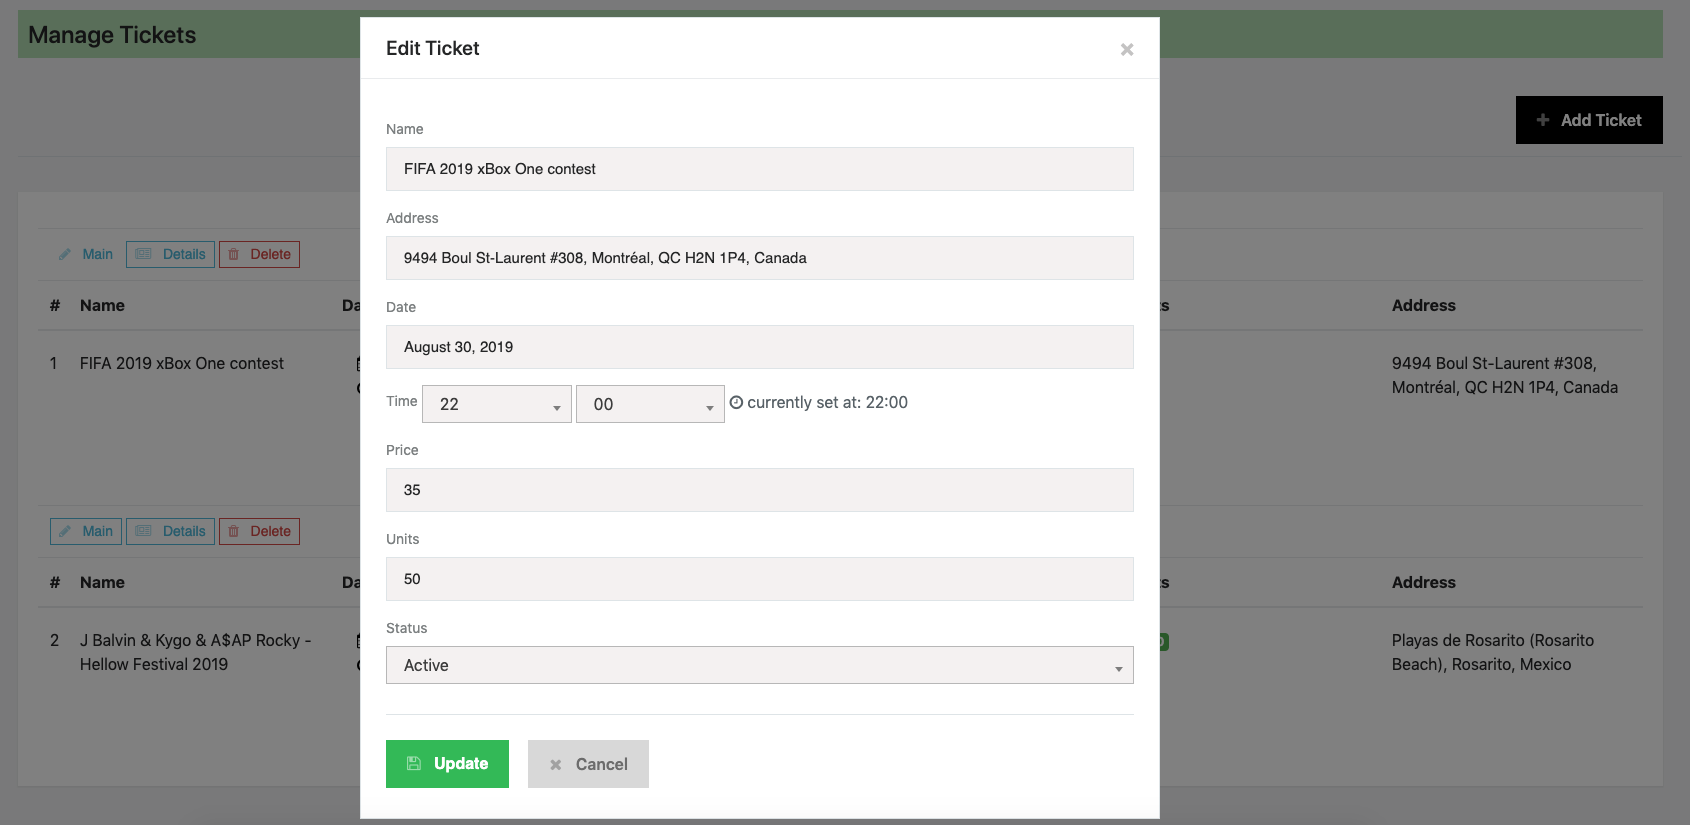 Manage Tickets
Add Ticket
Edit Ticket
Name
FIFA 2019 xBox One contest
Address
9494 Boul St-Laurent #308, Montréal, QC H2N 1P4, Canada
Date
August 30, 2019
Time 22 00 currently set at: 22:00
Price
35
Units
50
Status
Active
Update Cancel
Main Details Delete
# Name Address
1 FIFA 2019 xBox One contest 9494 Boul St-Laurent #308,
Montréal, QC H2N 1P4, Canada
Main Details Delete
# Name Address
2 J Balvin & Kygo & A$AP Rocky - Playas de Rosarito (Rosarito
Hellow Festival 2019 Beach), Rosarito, Mexico